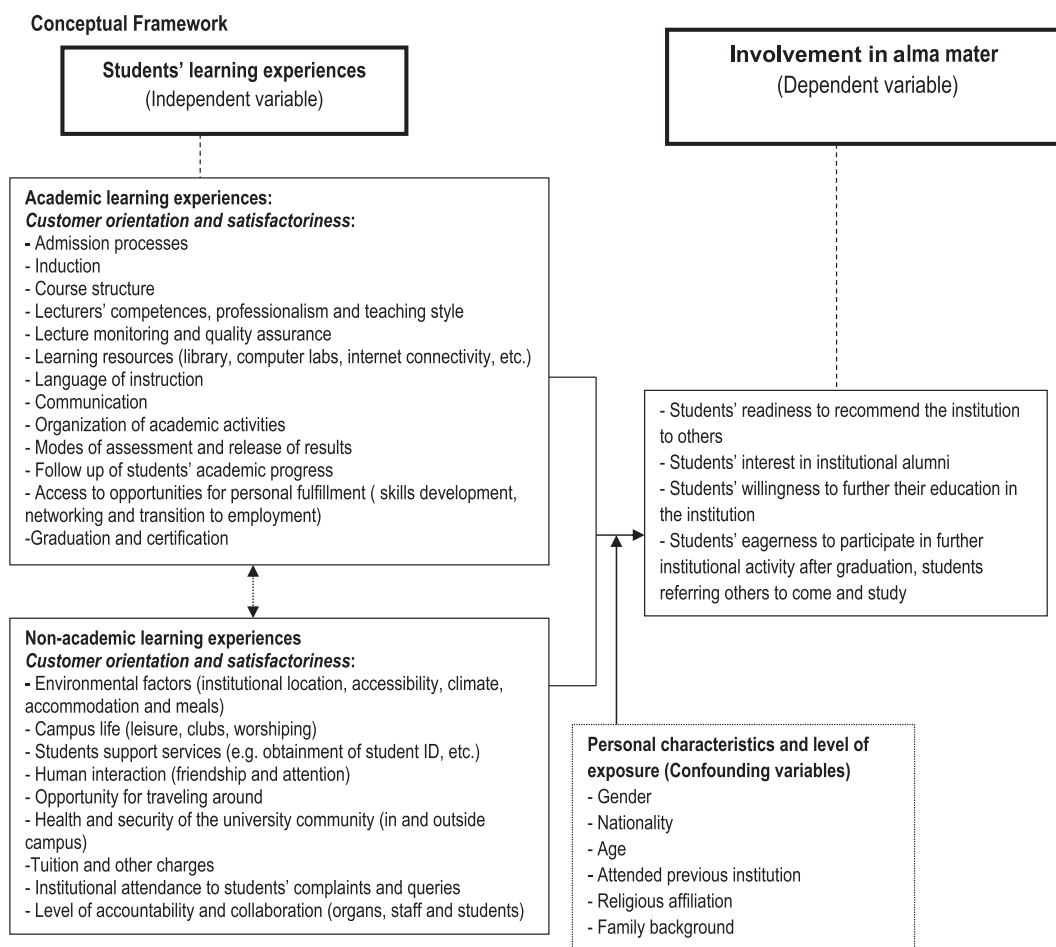 Conceptual Framework
Students’ learning experiences
(Independent variable)
Involvement in alma mater
(Dependent variable)
Academic learning experiences:
Customer orientation and satisfactoriness:
- Admission processes
- Induction
- Course structure
- Lecturers’ competences, professionalism and teaching style
- Lecture monitoring and quality assurance
- Learning resources (library, computer labs, internet connectivity, etc.)
- Language of instruction
- Communication
- Organization of academic activities
- Modes of assessment and release of results
- Follow up of students’ academic progress
- Access to opportunities for personal fulfillment ( skills development,
networking and transition to employment)
-Graduation and certification
- Students’ readiness to recommend the institution
to others
- Students’ interest in institutional alumni
- Students’ willingness to further their education in
the institution
- Students’ eagerness to participate in further
institutional activity after graduation, students
referring others to come and study
Non-academic learning experiences
Customer orientation and satisfactoriness:
- Environmental factors (institutional location, accessibility, climate,
accommodation and meals)
- Campus life (leisure, clubs, worshiping)
- Students support services (e.g. obtainment of student ID, etc.)
- Human interaction (friendship and attention)
- Opportunity for traveling around
- Health and security of the university community (in and outside
campus)
-Tuition and other charges
- Institutional attendance to students’ complaints and queries
- Level of accountability and collaboration (organs, staff and students)
Personal characteristics and level of
exposure (Confounding variables)
- Gender
- Nationality
- Age
- Attended previous institution
- Religious affiliation
- Family background